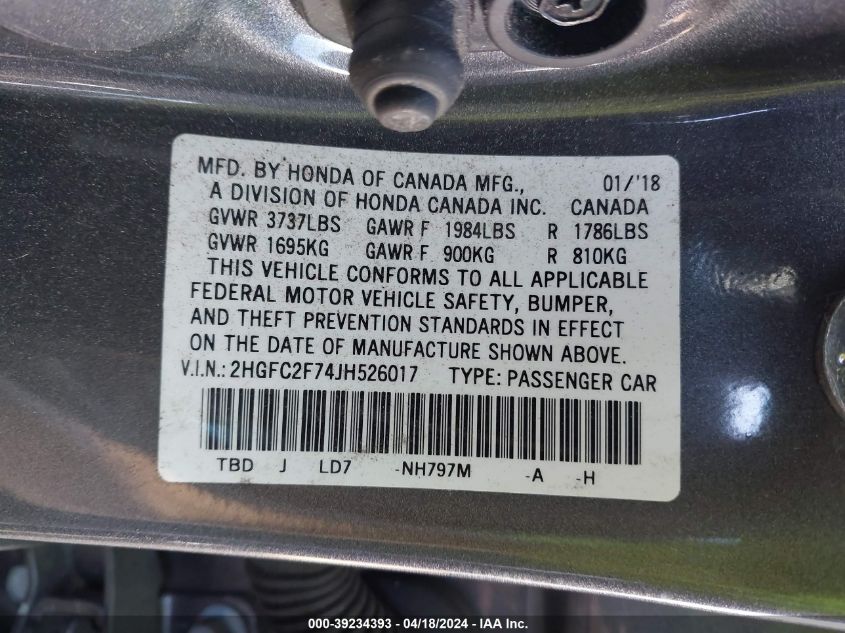 MFD. BY HONDA OF CANADA MFG., 01/'18
A DIVISION OF HONDA CANADA INC. CANADA
GVWR 3737LBS GAWR F 1984LBS R 1786LBS
GVWR 1695KG GAWR F 900KG R 810KG
THIS VEHICLE CONFORMS TO ALL APPLICABLE
FEDERAL MOTOR VEHICLE SAFETY, BUMPER,
AND THEFT PREVENTION STANDARDS IN EFFECT
ON THE DATE OF MANUFACTURE SHOWN ABOVE.
V.I.N.: 2HGFC2F74JH526017 TYPE: PASSENGER CAR
TBD J LD7 -NH797M -A -H
000-39234393 - 04/18/2024 - IAA Inc.